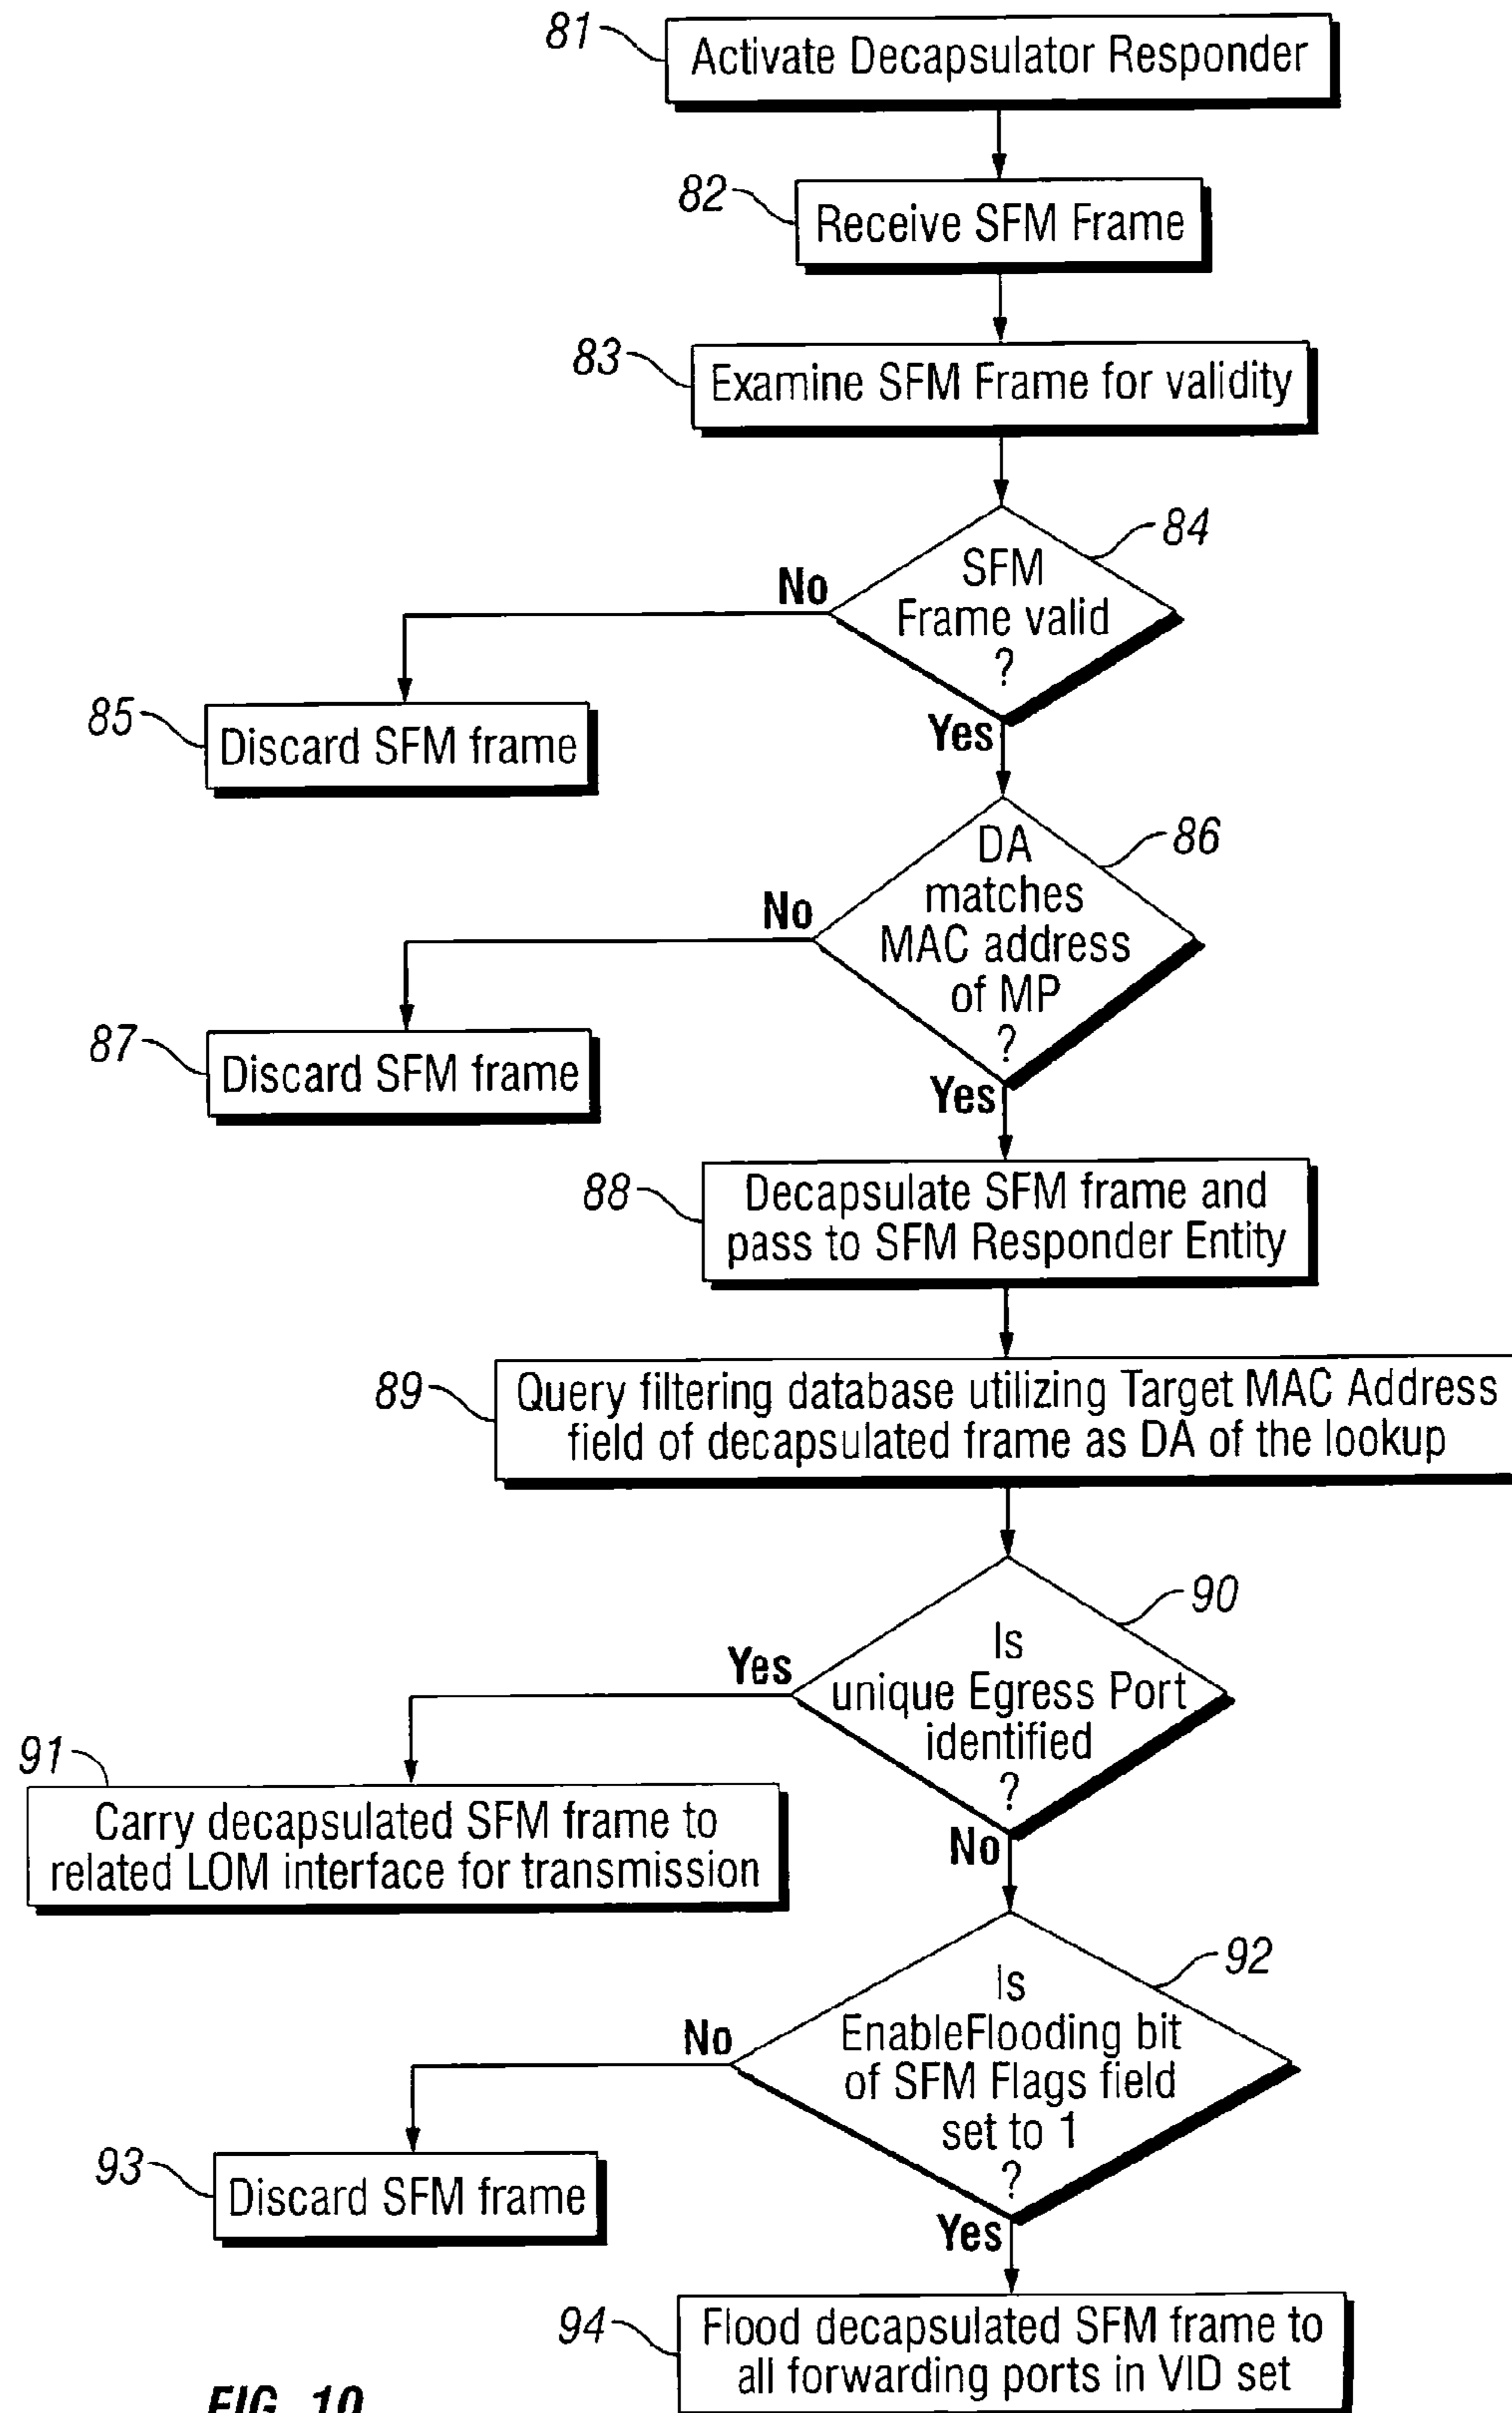 81
Activate Decapsulator Responder
82
Receive SFM Frame
83
Examine SFM Frame for validity
84
SFM
Frame valid
?
No
Yes
85
Discard SFM frame
86
DA
matches
MAC address
of MP
?
No
Yes
87
Discard SFM frame
88
Decapsulate SFM frame and
pass to SFM Responder Entity
89
Query filtering database utilizing Target MAC Address
field of decapsulated frame as DA of the lookup
90
Is
unique Egress Port
identified
?
Yes
No
91
Carry decapsulated SFM frame to
related LOM interface for transmission
92
Is
EnableFlooding bit
of SFM Flags field
set to 1
?
No
Yes
93
Discard SFM frame
94
Flood decapsulated SFM frame to
all forwarding ports in VID set
FIG. 10